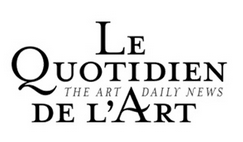 LE
QUOTIDIEN
THE ART DAILY NEWS
DE L'ART